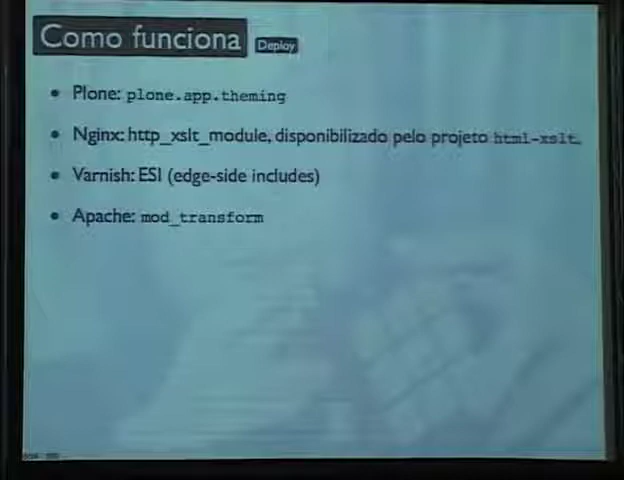 Como funciona Deploy
• Plone: plone.app.theming
• Nginx: http_xslt_module, disponibilizado pelo projeto html-xslt.
• Varnish: ESI (edge-side includes)
• Apache: mod_transform